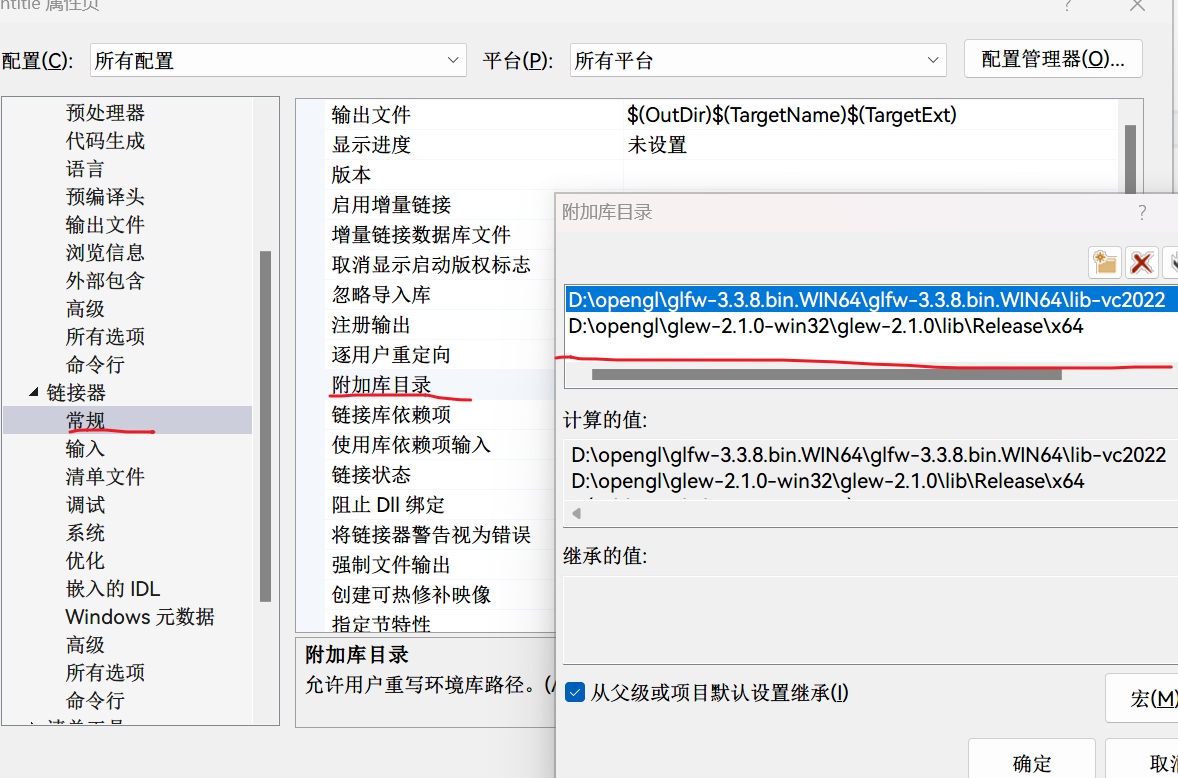 属性页
?
配置(C):
所有配置
平台(P):
所有平台
配置管理器(O)...
预处理器
代码生成
语言
预编译头
输出文件
浏览信息
外部包含
高级
所有选项
命令行
链接器
常规
输入
清单文件
调试
系统
优化
嵌入的 IDL
Windows 元数据
高级
所有选项
命令行
输出文件 $(OutDir)$(TargetName)$(TargetExt)
显示进度 未设置
版本
启用增量链接
增量链接数据库文件
取消显示启动版权标志
忽略导入库
注册输出
逐用户重定向
附加库目录
链接库依赖项
使用库依赖项输入
链接状态
阻止 Dll 绑定
将链接器警告视为错误
强制文件输出
创建可热修补映像
指定节特性
附加库目录
允许用户重写环境库路径。(/
附加库目录
?
D:\opengl\glfw-3.3.8.bin.WIN64\glfw-3.3.8.bin.WIN64\lib-vc2022
D:\opengl\glew-2.1.0-win32\glew-2.1.0\lib\Release\x64
计算的值:
D:\opengl\glfw-3.3.8.bin.WIN64\glfw-3.3.8.bin.WIN64\lib-vc2022
D:\opengl\glew-2.1.0-win32\glew-2.1.0\lib\Release\x64
继承的值:
从父级或项目默认设置继承(I)
宏(M)
确定
取消